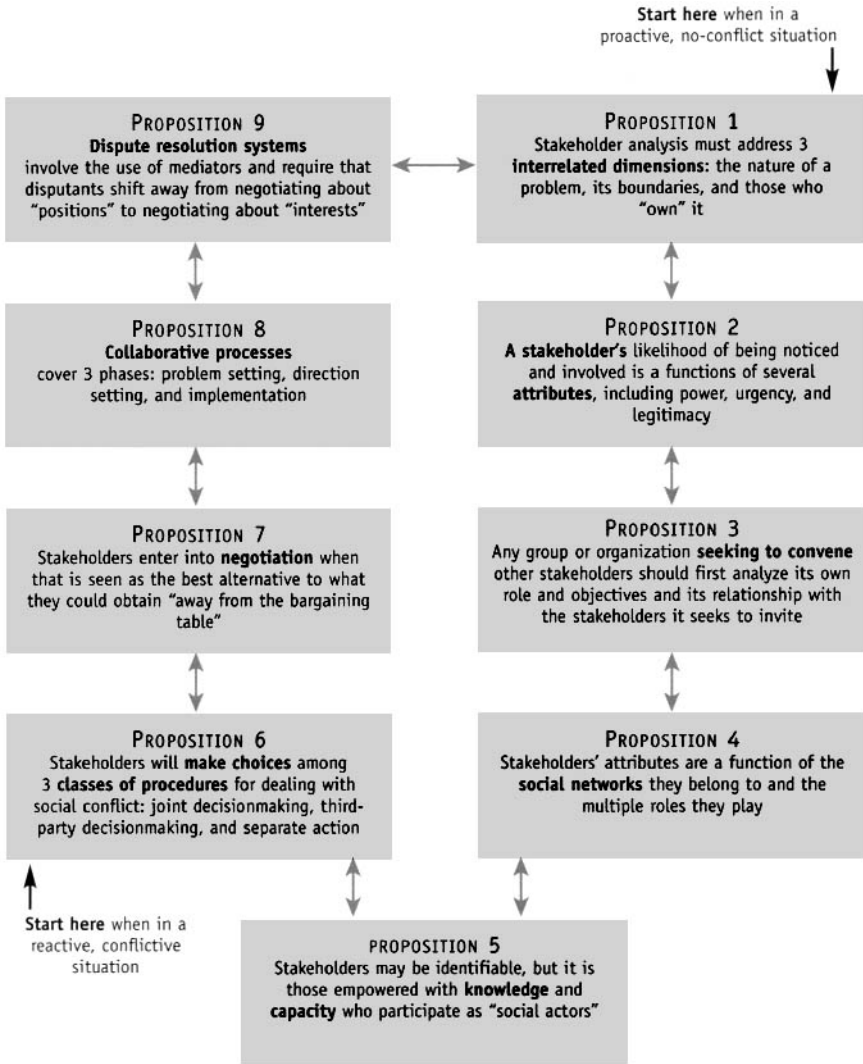 Start here when in a
proactive, no-conflict situation
PROPOSITION 9
Dispute resolution systems
involve the use of mediators and require that
disputants shift away from negotiating about
“positions” to negotiating about “interests”
PROPOSITION 1
Stakeholder analysis must address 3
interrelated dimensions: the nature of a
problem, its boundaries, and those who
“own” it
PROPOSITION 8
Collaborative processes
cover 3 phases: problem setting, direction
setting, and implementation
PROPOSITION 2
A stakeholder’s likelihood of being noticed
and involved is a functions of several
attributes, including power, urgency, and
legitimacy
PROPOSITION 7
Stakeholders enter into negotiation when
that is seen as the best alternative to what
they could obtain “away from the bargaining
table”
PROPOSITION 3
Any group or organization seeking to convene
other stakeholders should first analyze its own
role and objectives and its relationship with
the stakeholders it seeks to invite
PROPOSITION 6
Stakeholders will make choices among
3 classes of procedures for dealing with
social conflict: joint decisionmaking, third-
party decisionmaking, and separate action
PROPOSITION 4
Stakeholders’ attributes are a function of the
social networks they belong to and the
multiple roles they play
Start here when in a
reactive, conflictive
situation
PROPOSITION 5
Stakeholders may be identifiable, but it is
those empowered with knowledge and
capacity who participate as “social actors”